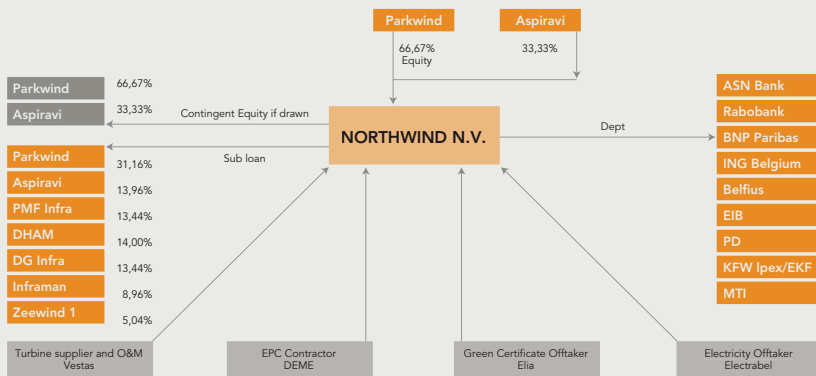 Parkwind
Aspiravi
66,67%
Equity
33,33%
Parkwind 66,67%
Aspiravi 33,33%
Contingent Equity if drawn
NORTHWIND N.V.
Dept
Sub loan
Parkwind 31,16%
Aspiravi 13,96%
PMF Infra 13,44%
DHAM 14,00%
DG Infra 13,44%
Inframan 8,96%
Zeewind 1 5,04%
ASN Bank
Rabobank
BNP Paribas
ING Belgium
Belfius
EIB
PD
KFW Ipex/EKF
MTI
Turbine supplier and O&M
Vestas
EPC Contractor
DEME
Green Certificate Offtaker
Elia
Electricity Offtaker
Electrabel